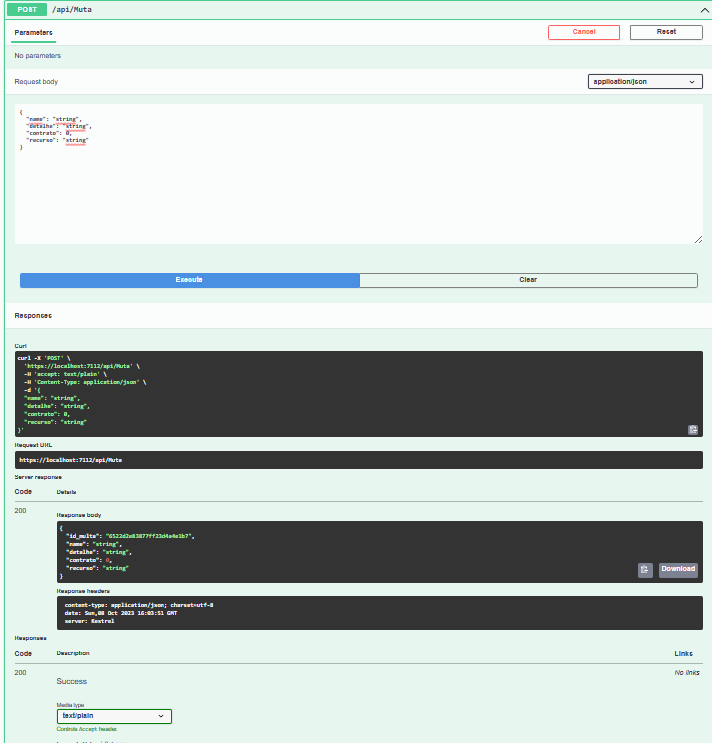 POST /api/Muta
Parameters
Cancel
Reset
No parameters
Request body
application/json
{
"name": "string",
"detalhe": "string",
"contrato": 0,
"recurso": "string"
}
Execute
Clear
Responses
Curl
curl -X 'POST' \
'https://localhost:7112/api/Muta' \
-H 'accept: text/plain' \
-H 'Content-Type: application/json' \
-d '{
"name": "string",
"detalhe": "string",
"contrato": 0,
"recurso": "string"
}'
Request URL
https://localhost:7112/api/Muta
Server response
Code Details
200
Response body
{
"id_multa": "6522d2e83877ff23d4a4e1b7",
"name": "string",
"detalhe": "string",
"contrato": 0,
"recurso": "string"
}
Download
Response headers
content-type: application/json; charset=utf-8
date: Sun,08 Oct 2023 16:03:51 GMT
server: Kestrel
Responses
Code Description Links
200 No links
Success
Media type
text/plain
Controls Accept header.